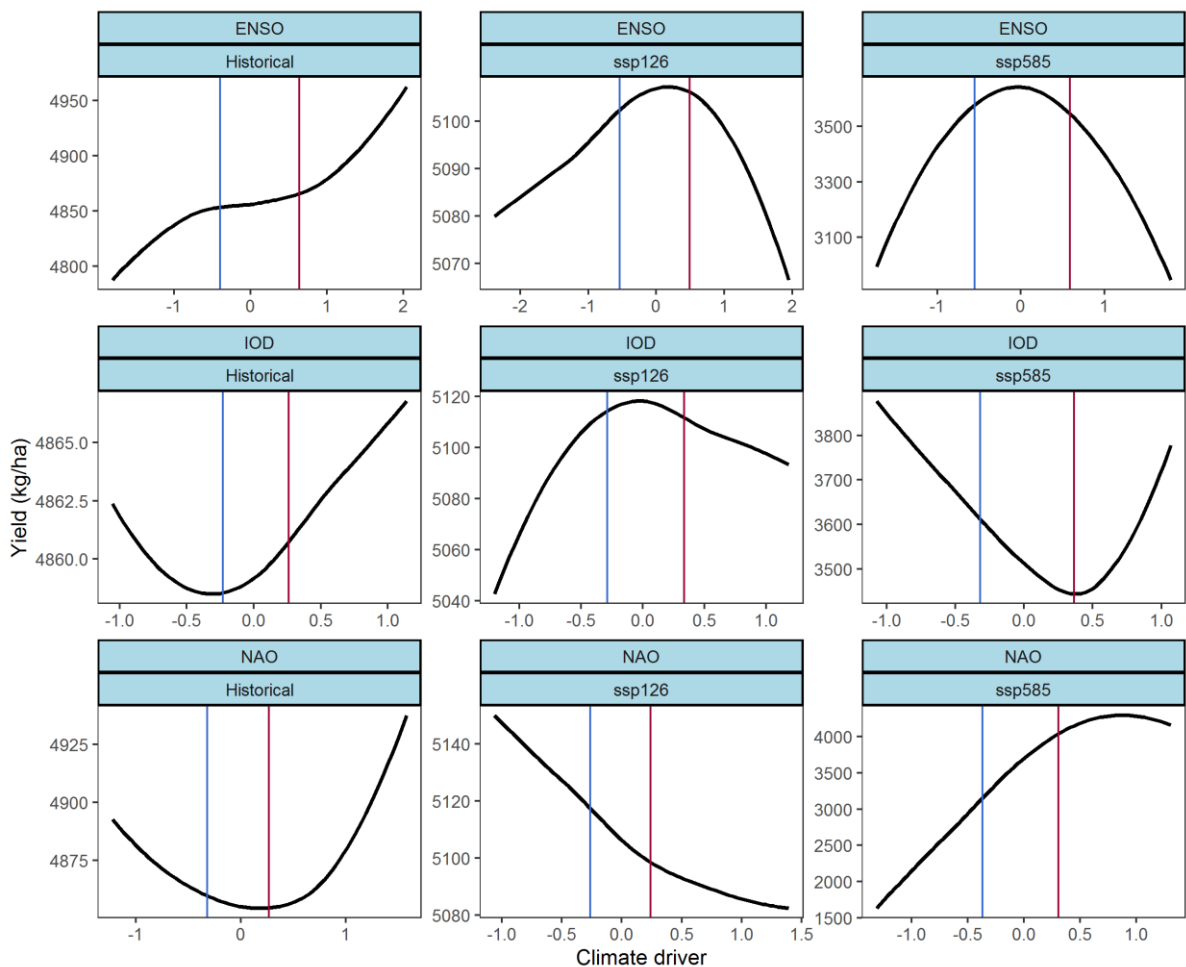 ENSO ENSO ENSO
Historical ssp126 ssp585
4950
4900
4850
4800
-1 0 1 2
5100
5090
5080
5070
-2 -1 0 1 2
3500
3300
3100
-1 0 1
IOD IOD IOD
Historical ssp126 ssp585
4865.0
4862.5
4860.0
-1.0 -0.5 0.0 0.5 1.0
5120
5100
5080
5060
5040
-1.0 -0.5 0.0 0.5 1.0
3800
3700
3600
3500
-1.0 -0.5 0.0 0.5 1.0
Yield (kg/ha)
NAO NAO NAO
Historical ssp126 ssp585
4925
4900
4875
-1 0 1
5140
5120
5100
5080
-1.0 -0.5 0.0 0.5 1.0 1.5
4000
3500
3000
2500
2000
1500
-1.0 -0.5 0.0 0.5 1.0
Climate driver